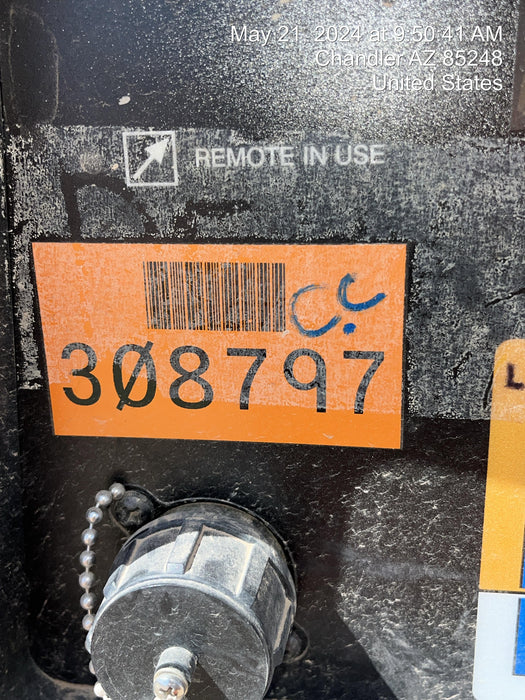 May 21, 2024 at 9:50:41 AM
Chandler AZ 85248
United States
REMOTE IN USE
CC
3Ø8797
L